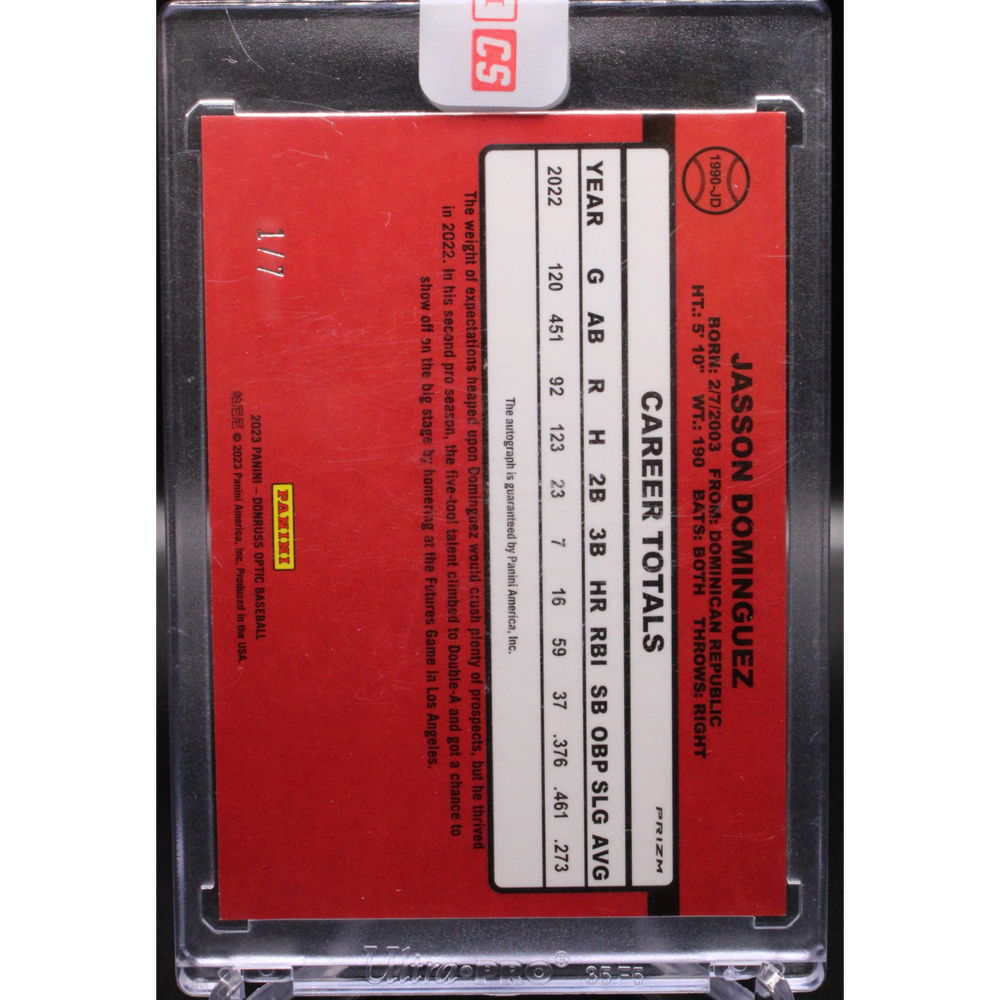 CS
1990-JD
JASSON DOMINGUEZ
BORN: 2/7/2003 FROM: DOMINICAN REPUBLIC
HT.: 5' 10" WT.: 190 BATS: BOTH THROWS: RIGHT
PRIZM
CAREER TOTALS
YEAR G AB R H 2B 3B HR RBI SB OBP SLG AVG
2022 120 451 92 123 23 7 16 59 37 .376 .461 .273
The autograph is guaranteed by Panini America, Inc.
The weight of expectations heaped upon Dominguez would crush plenty of prospects, but he thrived
in 2022. In his second pro season, the five-tool talent climbed to Double-A and got a chance to
show off on the big stage by homering at the Futures Game in Los Angeles.
1/7
PANINI
2023 PANINI – DONRUSS OPTIC BASEBALL
帕尼尼 © 2023 Panini America, Inc. Produced in the USA.
Ultra•PRO® 35F5